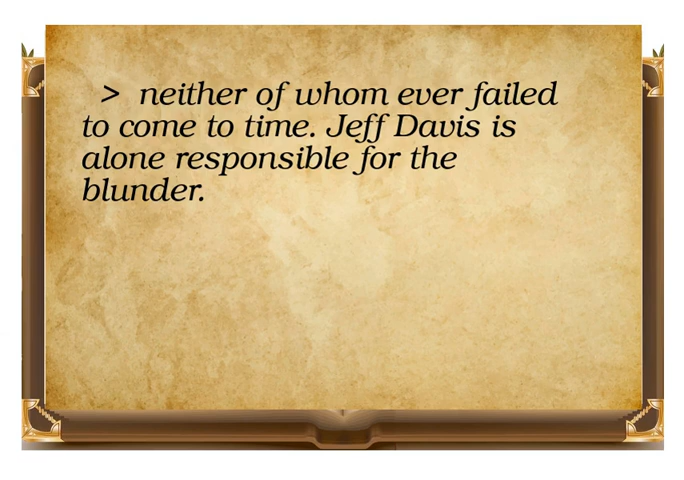 > neither of whom ever failed
to come to time. Jeff Davis is
alone responsible for the
blunder.